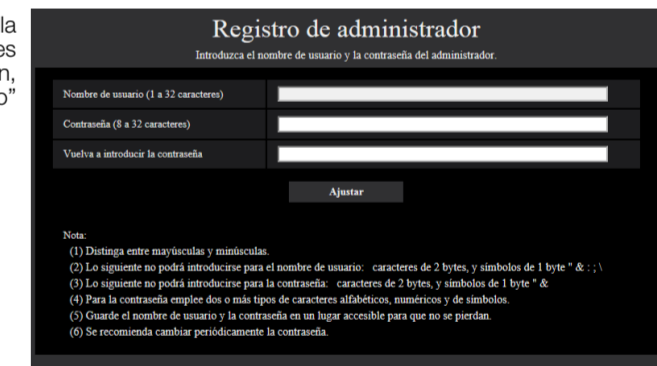 la
es
n,
o”
Registro de administrador
Introduzca el nombre de usuario y la contraseña del administrador.
Nombre de usuario (1 a 32 caracteres)
Contraseña (8 a 32 caracteres)
Vuelva a introducir la contraseña
Ajustar
Nota:
(1) Distinga entre mayúsculas y minúsculas.
(2) Lo siguiente no podrá introducirse para el nombre de usuario: caracteres de 2 bytes, y símbolos de 1 byte " & : ; \
(3) Lo siguiente no podrá introducirse para la contraseña: caracteres de 2 bytes, y símbolos de 1 byte " &
(4) Para la contraseña emplee dos o más tipos de caracteres alfabéticos, numéricos y de símbolos.
(5) Guarde el nombre de usuario y la contraseña en un lugar accesible para que no se pierdan.
(6) Se recomienda cambiar periódicamente la contraseña.